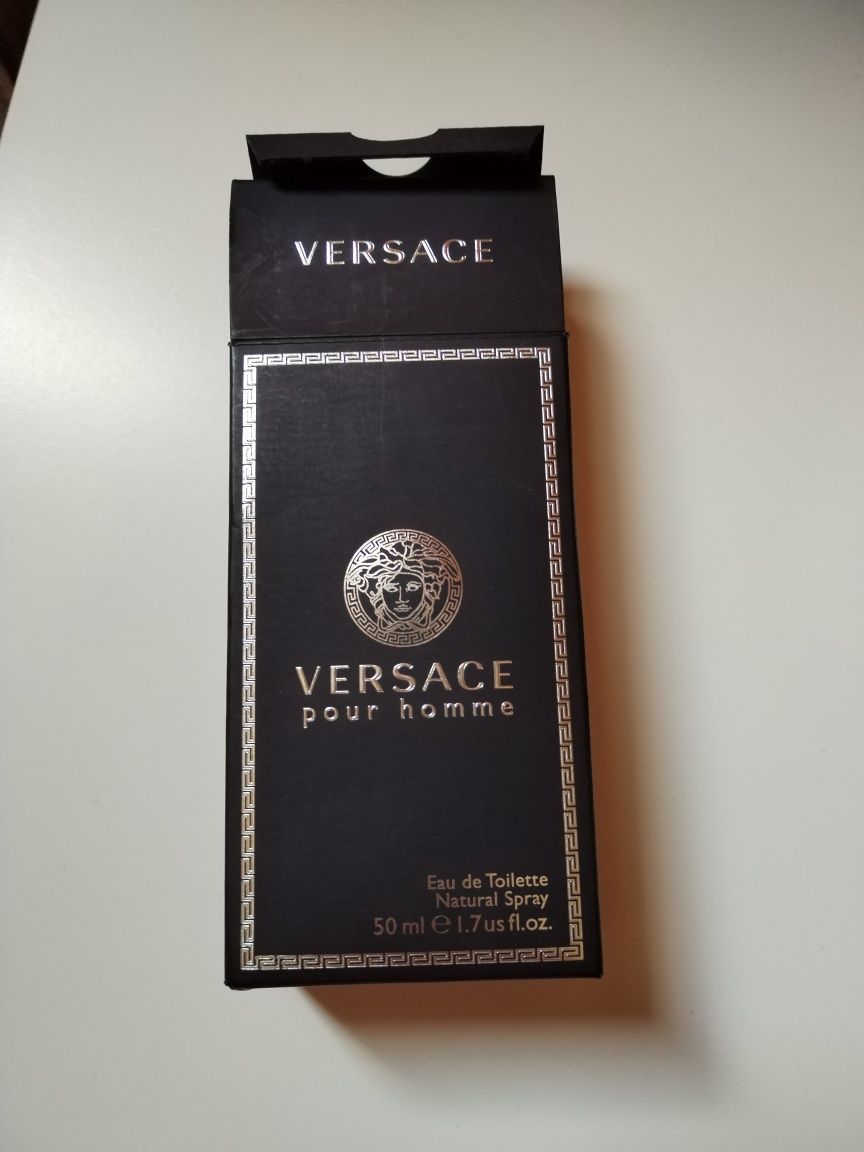 VERSACE
VERSACE
pour homme
Eau de Toilette
Natural Spray
50 ml ℮ 1.7 us fl.oz.